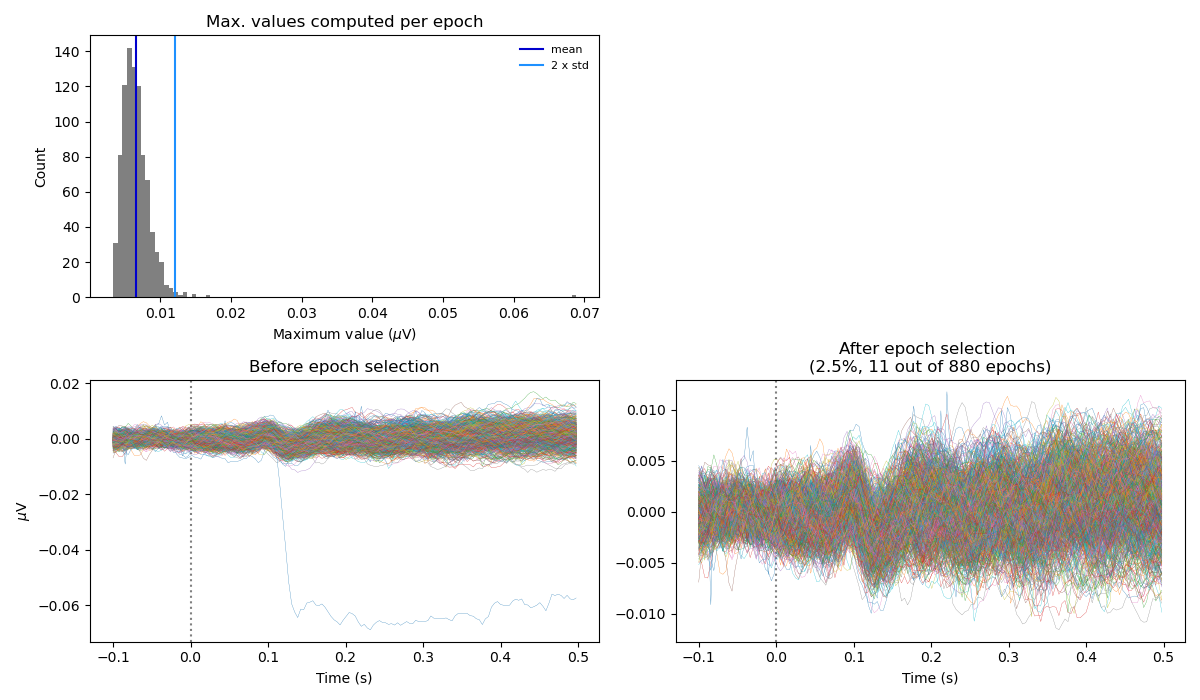 Max. values computed per epoch
Count
140
120
100
80
60
40
20
0
mean
2 x std
0.01 0.02 0.03 0.04 0.05 0.06 0.07
Maximum value (μV)
Before epoch selection
μV
0.02
0.00
−0.02
−0.04
−0.06
−0.1 0.0 0.1 0.2 0.3 0.4 0.5
Time (s)
After epoch selection
(2.5%, 11 out of 880 epochs)
0.010
0.005
0.000
−0.005
−0.010
−0.1 0.0 0.1 0.2 0.3 0.4 0.5
Time (s)